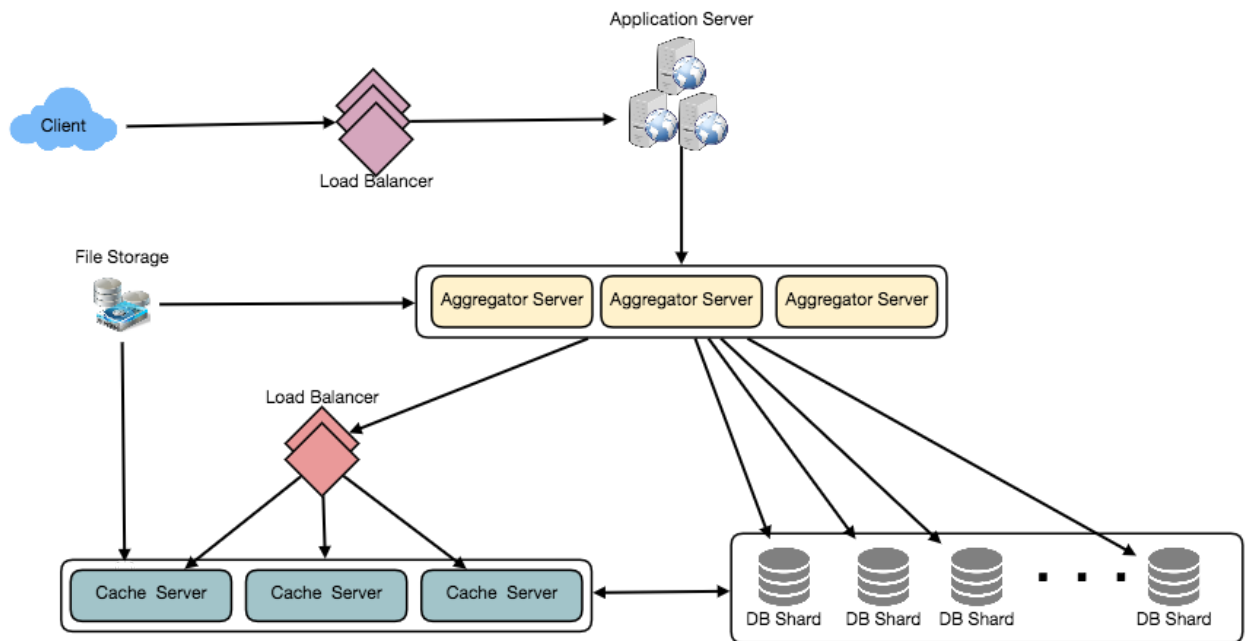 Application Server
Client
Load Balancer
File Storage
Aggregator Server
Aggregator Server
Aggregator Server
Load Balancer
Cache Server
Cache Server
Cache Server
DB Shard
DB Shard
DB Shard
. . .
DB Shard